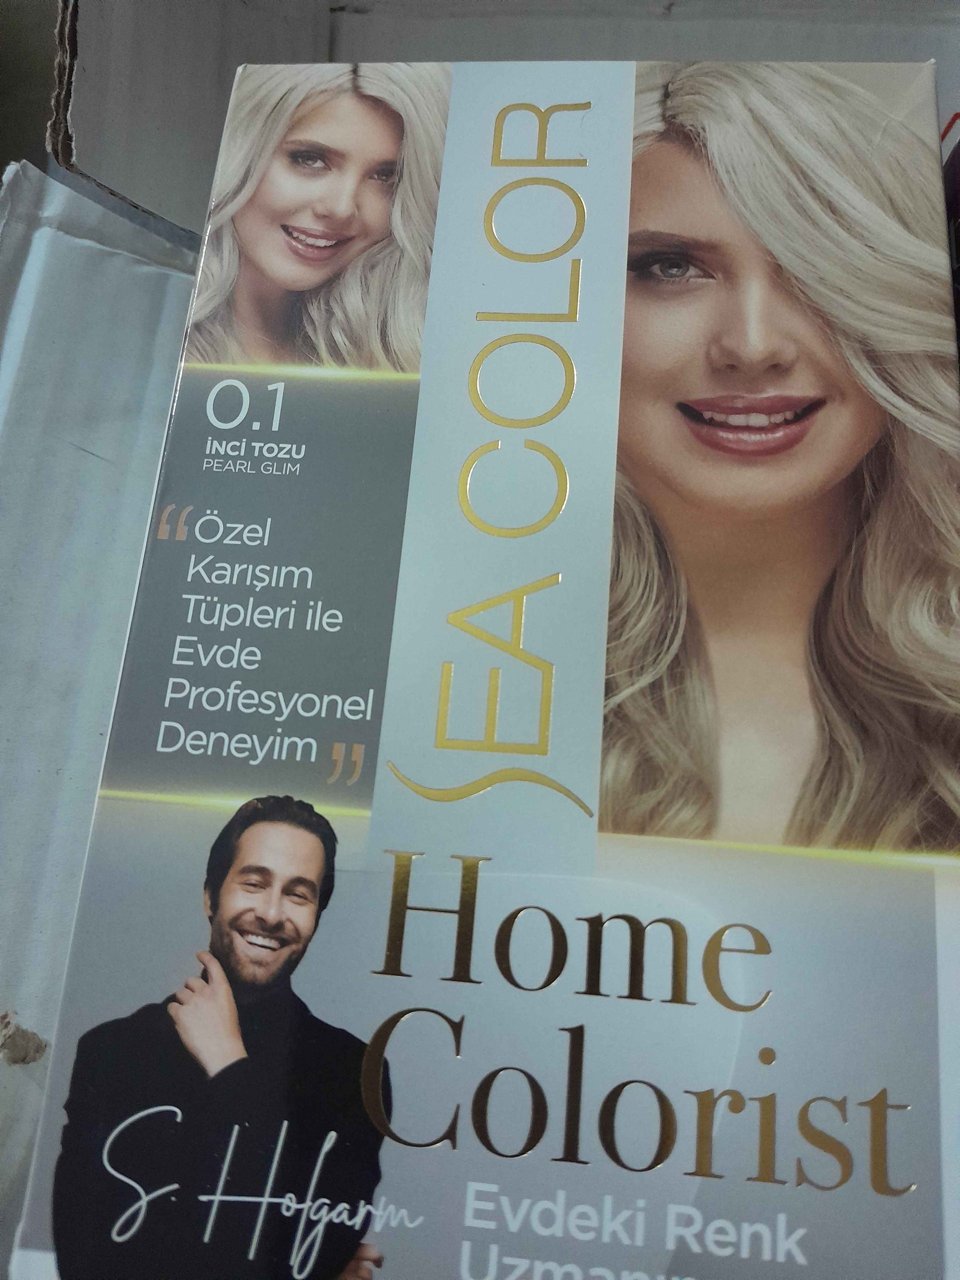 SEA COLOR
0.1
İNCİ TOZU
PEARL GLIM
“Özel
Karışım
Tüpleri ile
Evde
Profesyonel
Deneyim”
Home
Colorist
S. Holgarm
Evdeki Renk